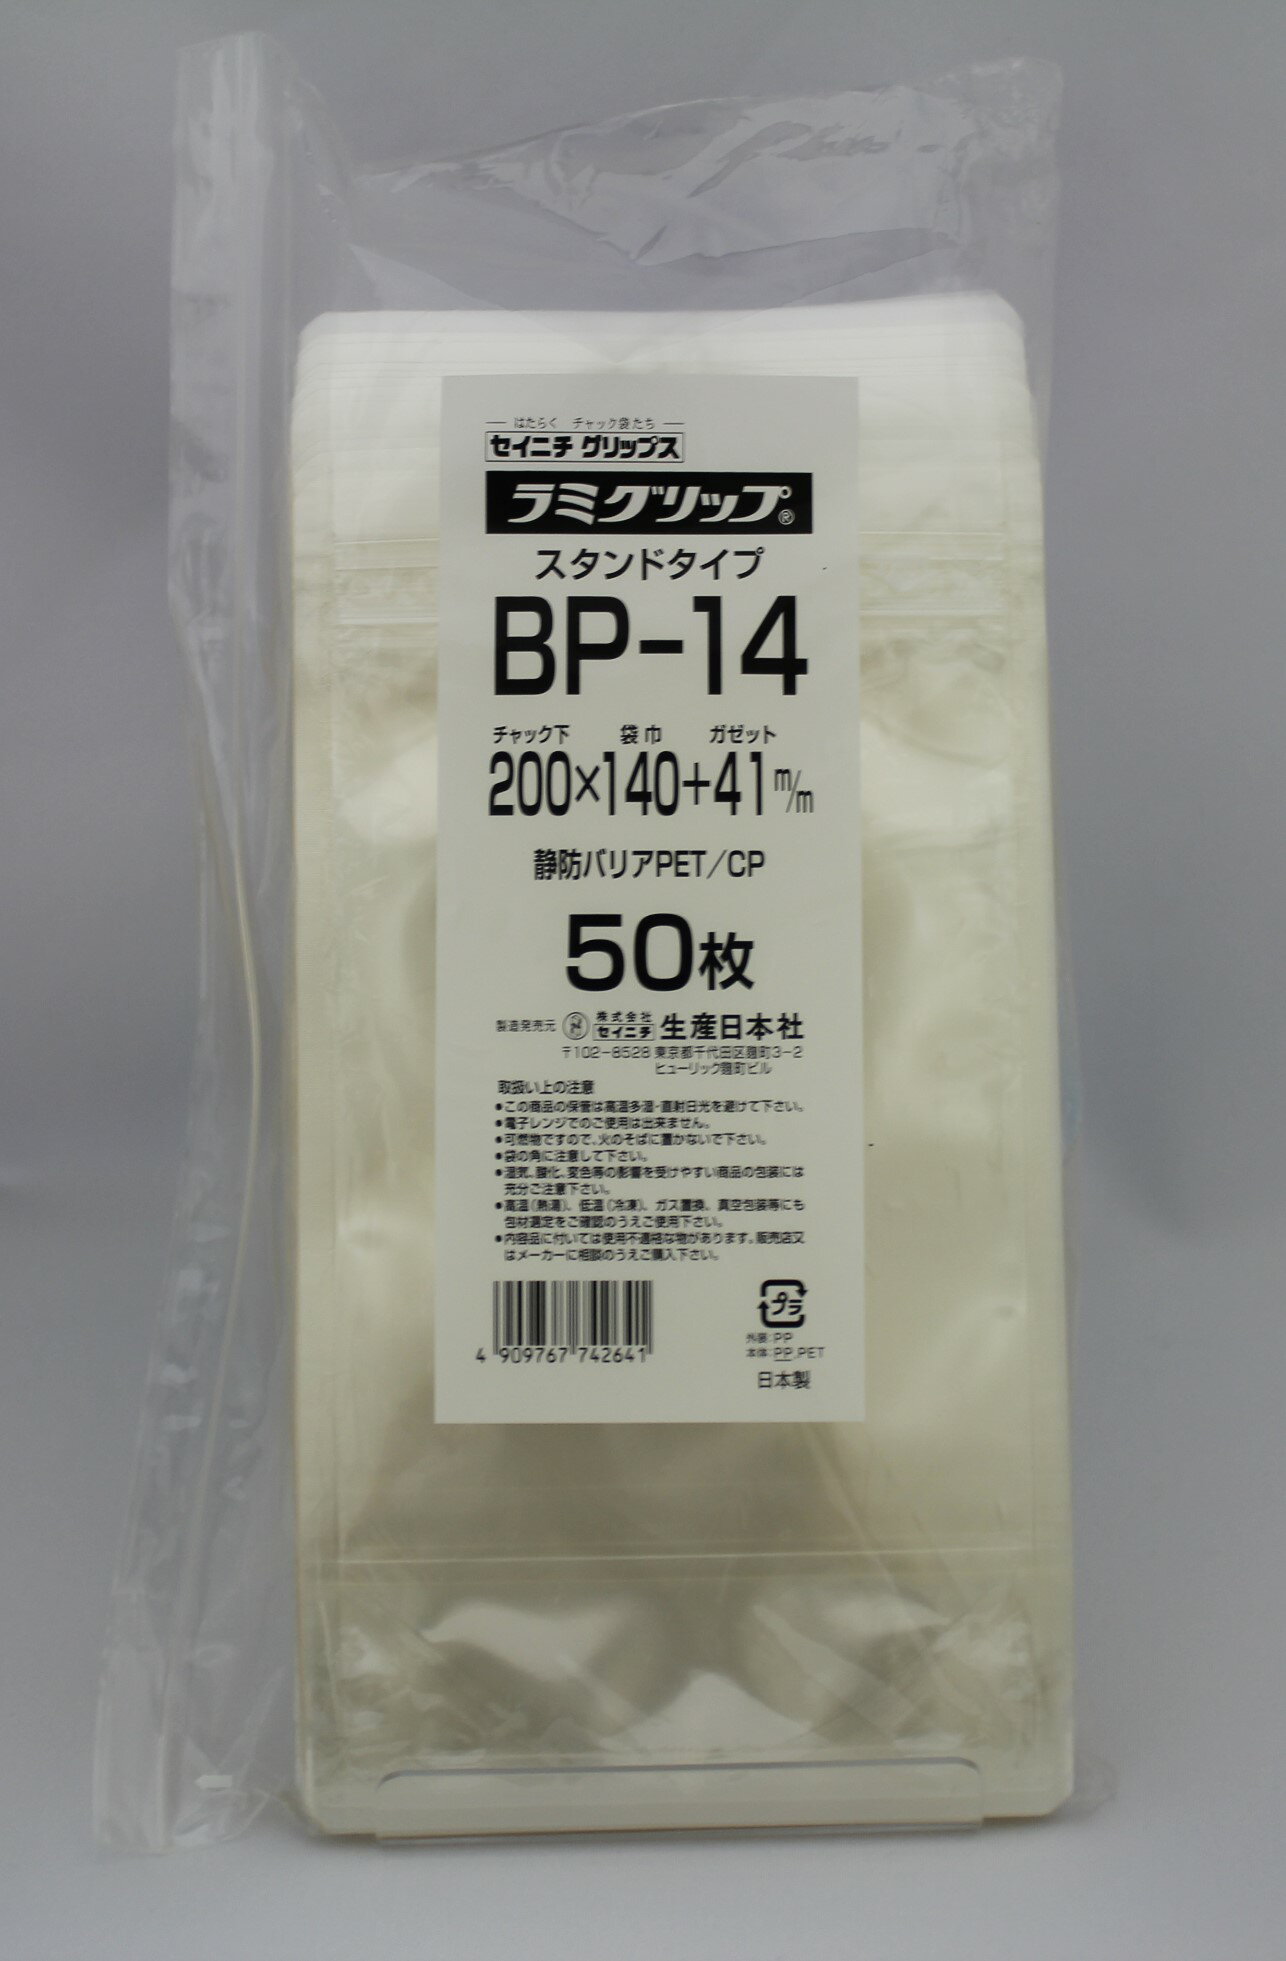 はたらく チャック袋たち
セイニチ グリップス
ラミグリップ®
スタンドタイプ
BP-14
チャック下 袋巾 ガゼット
200×140+41m/m
静防バリアPET/CP
50枚
製造発売元 株式会社 セイニチ 生産日本社
〒102-8528 東京都千代田区麹町3-2
ヒューリック麹町ビル
取扱い上の注意
●この商品の保管は高温多湿・直射日光を避けて下さい。
●電子レンジでのご使用は出来ません。
●可燃物ですので、火のそばに置かないで下さい。
●袋の角に注意して下さい。
●湿気、酸化、変色等の影響を受けやすい商品の包装には
充分ご注意下さい。
●高温(熱湯)、低温(冷凍)、ガス置換、真空包装等にも
包材選定をご確認のうえご使用下さい。
●内容品に付いては使用不適格な物があります。販売店又
はメーカーに相談のうえご購入下さい。
4 909767 742641
プラ
外装:PP
本体:PP,PET
日本製